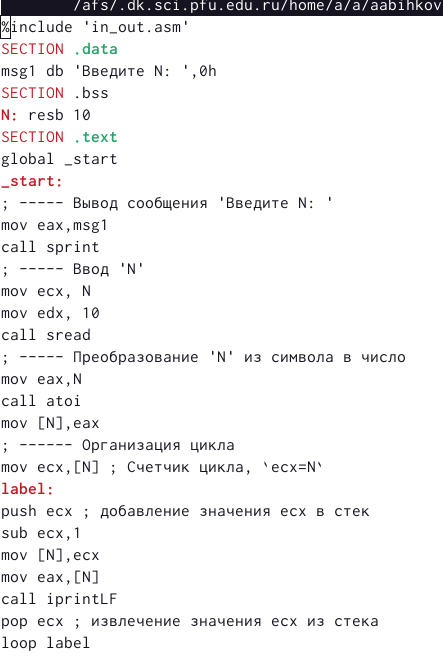 /afs/.dk.sci.pfu.edu.ru/home/a/a/aabihkov
%include 'in_out.asm'
SECTION .data
msg1 db 'Введите N: ',0h
SECTION .bss
N: resb 10
SECTION .text
global _start
_start:
; ----- Вывод сообщения 'Введите N: '
mov eax,msg1
call sprint
; ----- Ввод 'N'
mov ecx, N
mov edx, 10
call sread
; ----- Преобразование 'N' из символа в число
mov eax,N
call atoi
mov [N],eax
; ------ Организация цикла
mov ecx,[N] ; Счетчик цикла, `ecx=N`
label:
push ecx ; добавление значения ecx в стек
sub ecx,1
mov [N],ecx
mov eax,[N]
call iprintLF
pop ecx ; извлечение значения ecx из стека
loop label